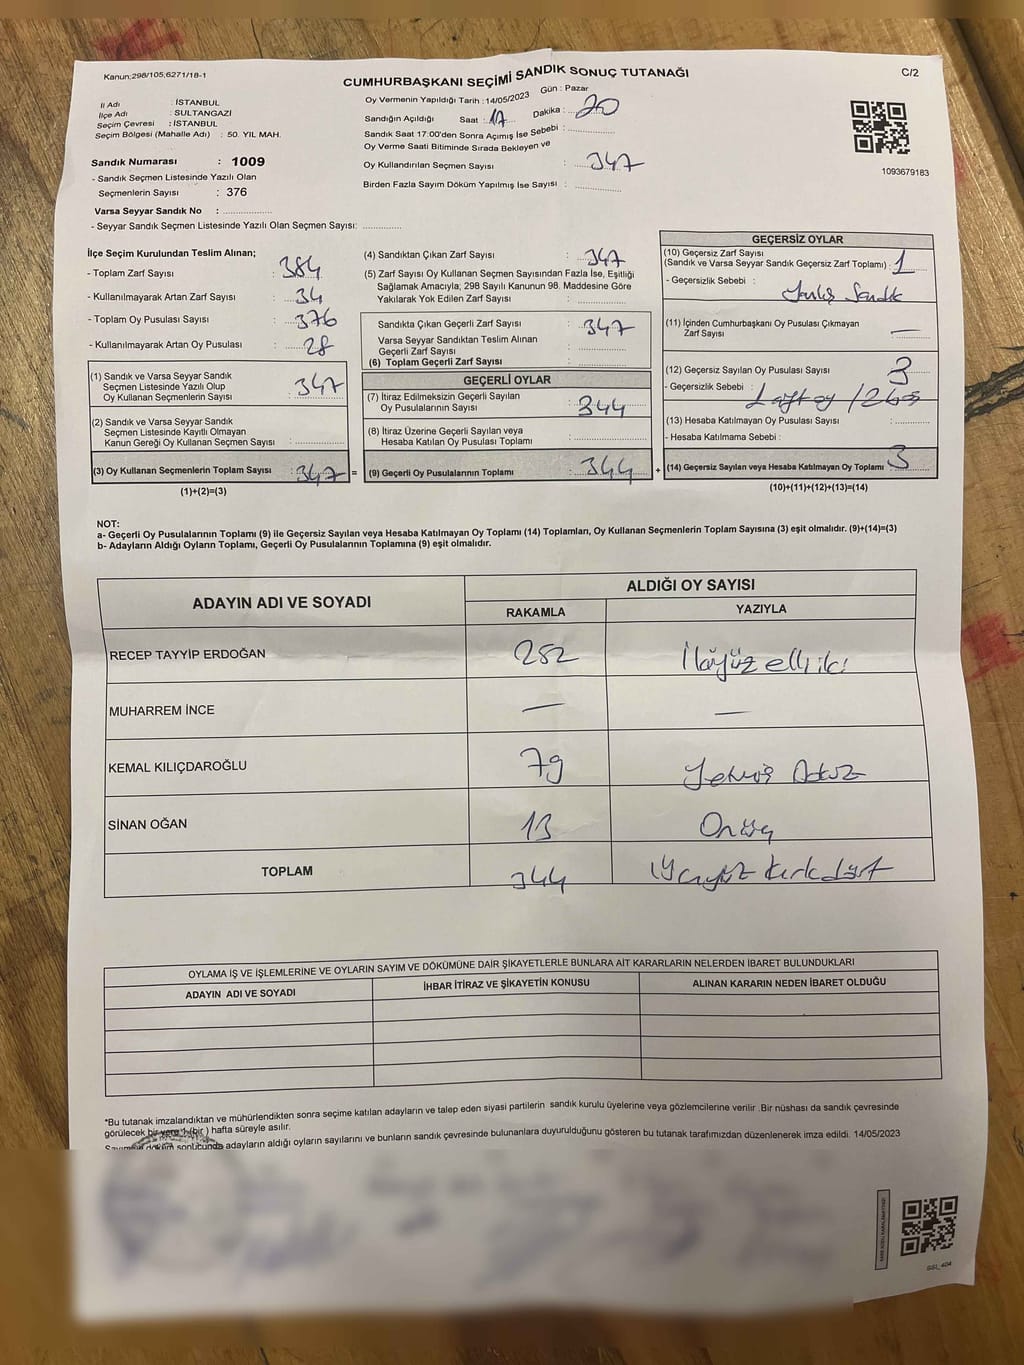 Kanun;298/105;6271/18-1
CUMHURBAŞKANI SEÇİMİ SANDIK SONUÇ TUTANAĞI
C/2
İl Adı : İSTANBUL
İlçe Adı : SULTANGAZİ
Seçim Çevresi : İSTANBUL
Seçim Bölgesi (Mahalle Adı) : 50. YIL MAH.
Sandık Numarası : 1009
- Sandık Seçmen Listesinde Yazılı Olan
Seçmenlerin Sayısı : 376
Varsa Seyyar Sandık No :
- Seyyar Sandık Seçmen Listesinde Yazılı Olan Seçmen Sayısı:
Oy Vermenin Yapıldığı Tarih : 14/05/2023 Gün : Pazar
Sandığın Açıldığı Saat : 17 Dakika : 20
Sandık Saat 17:00'den Sonra Açımış İse Sebebi :
Oy Verme Saati Bitiminde Sırada Bekleyen ve
Oy Kullandırılan Seçmen Sayısı : 347
Birden Fazla Sayım Döküm Yapılmış İse Sayısı :
1093679183
İlçe Seçim Kurulundan Teslim Alınan;
- Toplam Zarf Sayısı : 384
- Kullanılmayarak Artan Zarf Sayısı : 34
- Toplam Oy Pusulası Sayısı : 376
- Kullanılmayarak Artan Oy Pusulası : 28
(1) Sandık ve Varsa Seyyar Sandık
Seçmen Listesinde Yazılı Olup
Oy Kullanan Seçmenlerin Sayısı : 347
(2) Sandık ve Varsa Seyyar Sandık
Seçmen Listesinde Kayıtlı Olmayan
Kanun Gereği Oy Kullanan Seçmen Sayısı :
(3) Oy Kullanan Seçmenlerin Toplam Sayısı : 347 =
(1)+(2)=(3)
(4) Sandıktan Çıkan Zarf Sayısı : 347
(5) Zarf Sayısı Oy Kullanan Seçmen Sayısından Fazla İse, Eşitliği
Sağlamak Amacıyla; 298 Sayılı Kanunun 98. Maddesine Göre
Yakılarak Yok Edilen Zarf Sayısı :
Sandıkta Çıkan Geçerli Zarf Sayısı : 347
Varsa Seyyar Sandıktan Teslim Alınan
Geçerli Zarf Sayısı :
(6) Toplam Geçerli Zarf Sayısı :
GEÇERLİ OYLAR
(7) İtiraz Edilmeksizin Geçerli Sayılan
Oy Pusulalarının Sayısı : 344
(8) İtiraz Üzerine Geçerli Sayılan veya
Hesaba Katılan Oy Pusulası Toplamı :
(9) Geçerli Oy Pusulalarının Toplamı : 344 +
GEÇERSİZ OYLAR
(10) Geçersiz Zarf Sayısı
(Sandık ve Varsa Seyyar Sandık Geçersiz Zarf Toplamı) : 1
- Geçersizlik Sebebi : Yanlış Sandık
(11) İçinden Cumhurbaşkanı Oy Pusulası Çıkmayan
Zarf Sayısı : —
(12) Geçersiz Sayılan Oy Pusulası Sayısı : 3
- Geçersizlik Sebebi :
(13) Hesaba Katılmayan Oy Pusulası Sayısı :
- Hesaba Katılmama Sebebi :
(14) Geçersiz Sayılan veya Hesaba Katılmayan Oy Toplamı : 3
(10)+(11)+(12)+(13)=(14)
NOT:
a- Geçerli Oy Pusulalarının Toplamı (9) ile Geçersiz Sayılan veya Hesaba Katılmayan Oy Toplamı (14) Toplamları, Oy Kullanan Seçmenlerin Toplam Sayısına (3) eşit olmalıdır. (9)+(14)=(3)
b- Adayların Aldığı Oyların Toplamı, Geçerli Oy Pusulalarının Toplamına (9) eşit olmalıdır.
ADAYIN ADI VE SOYADI ALDIĞI OY SAYISI
RAKAMLA YAZIYLA
RECEP TAYYİP ERDOĞAN 252 İkiyüz elli iki
MUHARREM İNCE — —
KEMAL KILIÇDAROĞLU 79 Yetmiş Dokuz
SİNAN OĞAN 13 Onüç
TOPLAM 344 Üçyüz kırk dört
OYLAMA İŞ VE İŞLEMLERİNE VE OYLARIN SAYIM VE DÖKÜMÜNE DAİR ŞİKAYETLERLE BUNLARA AİT KARARLARIN NELERDEN İBARET BULUNDUKLARI
ADAYIN ADI VE SOYADI İHBAR İTİRAZ VE ŞİKAYETİN KONUSU ALINAN KARARIN NEDEN İBARET OLDUĞU
*Bu tutanak imzalandıktan ve mühürlendikten sonra seçime katılan adayların ve talep eden siyasi partilerin sandık kurulu üyelerine veya gözlemcilerine verilir .Bir nüshası da sandık çevresinde
görülecek bir yere 1 (bir) hafta süreyle asılır.
döküm sonucunda adayların aldığı oyların sayılarını ve bunların sandık çevresinde bulunanlara duyurulduğunu gösteren bu tutanak tarafımızdan düzenlenerek imza edildi. 14/05/2023